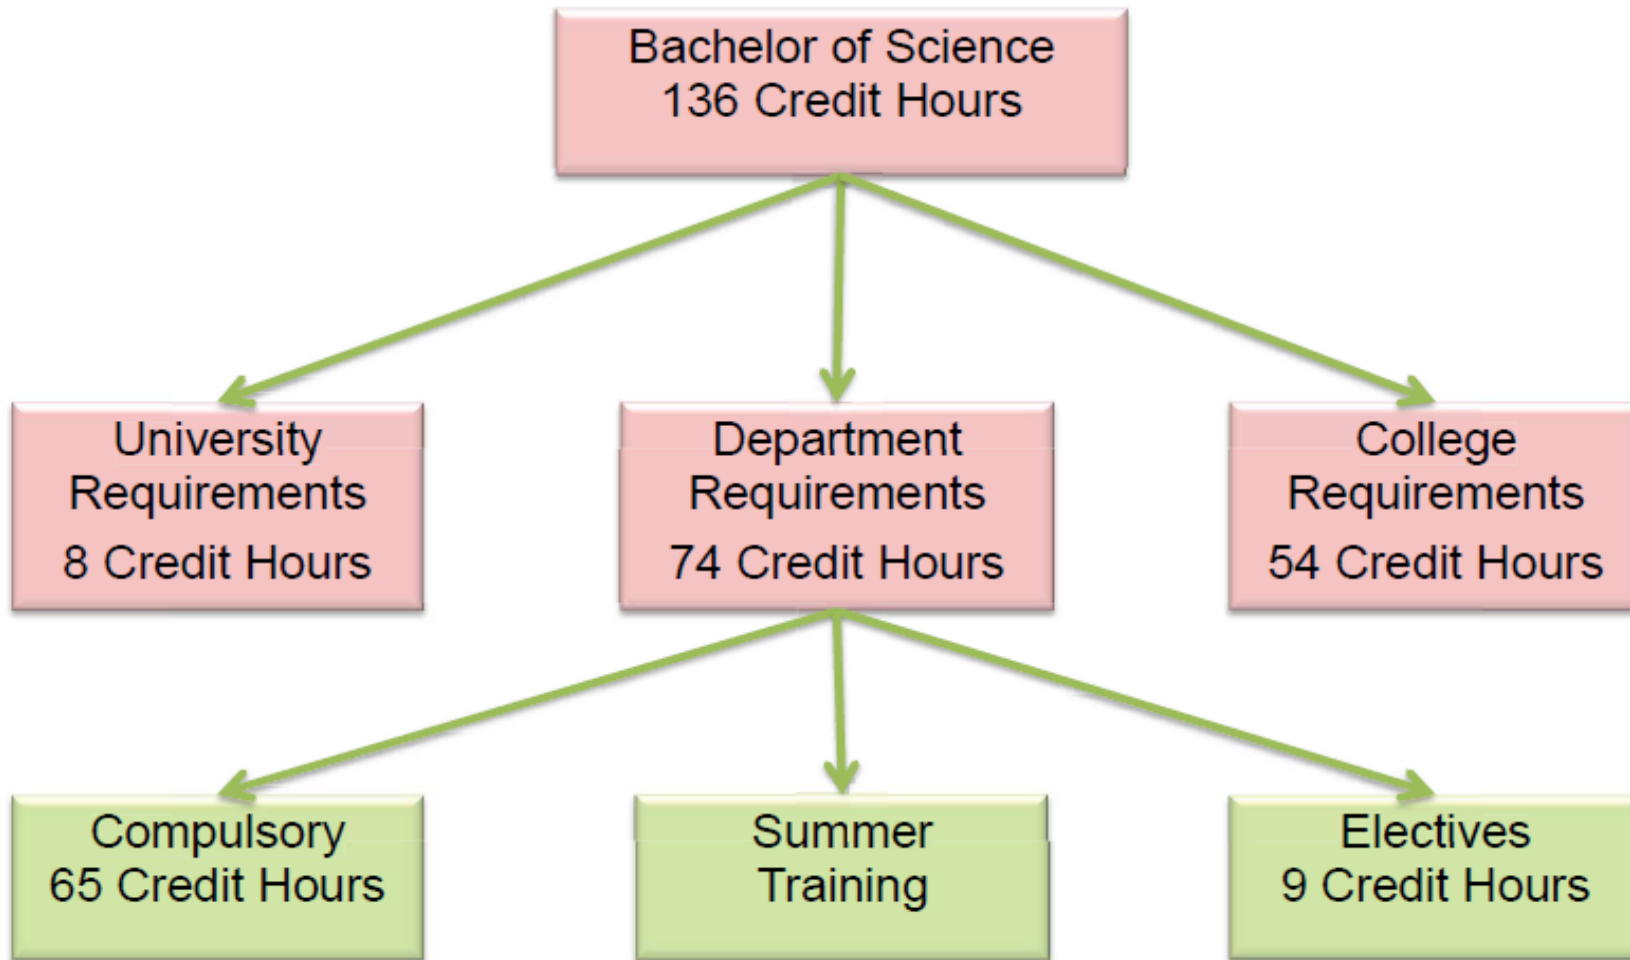 Bachelor of Science
136 Credit Hours
University
Requirements
8 Credit Hours
Department
Requirements
74 Credit Hours
College
Requirements
54 Credit Hours
Compulsory
65 Credit Hours
Summer
Training
Electives
9 Credit Hours